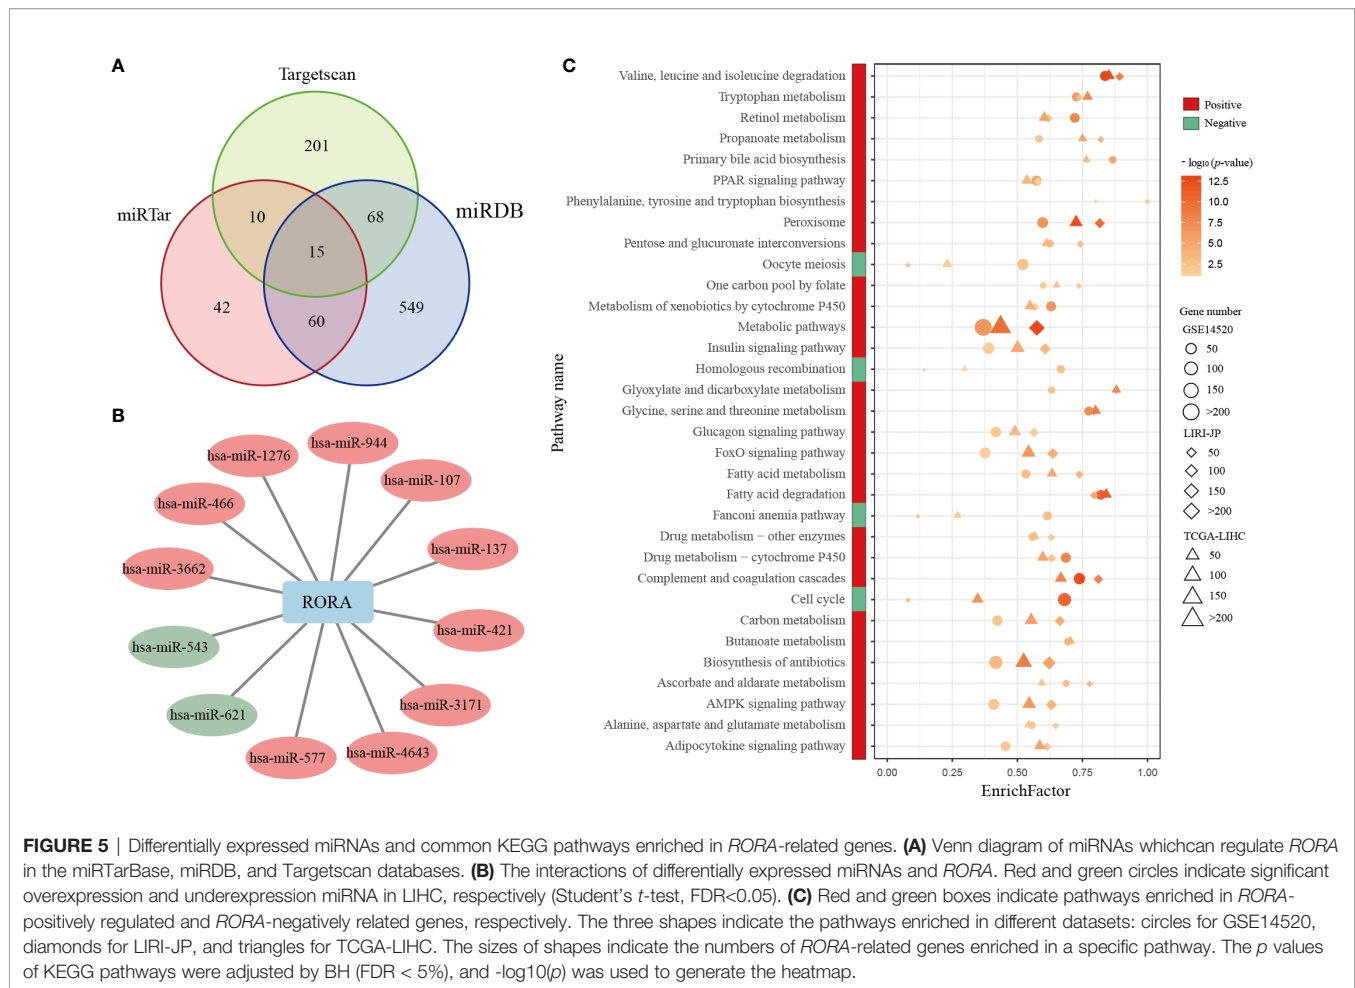 A
Targetscan
201
miRTar
10
68
miRDB
15
42
549
60
B
hsa-miR-944
hsa-miR-1276
hsa-miR-107
hsa-miR-466
hsa-miR-137
hsa-miR-3662
RORA
hsa-miR-421
hsa-miR-543
hsa-miR-3171
hsa-miR-621
hsa-miR-4643
hsa-miR-577
C
Pathway name
Valine, leucine and isoleucine degradation
Tryptophan metabolism
Retinol metabolism
Propanoate metabolism
Primary bile acid biosynthesis
PPAR signaling pathway
Phenylalanine, tyrosine and tryptophan biosynthesis
Peroxisome
Pentose and glucuronate interconversions
Oocyte meiosis
One carbon pool by folate
Metabolism of xenobiotics by cytochrome P450
Metabolic pathways
Insulin signaling pathway
Homologous recombination
Glyoxylate and dicarboxylate metabolism
Glycine, serine and threonine metabolism
Glucagon signaling pathway
FoxO signaling pathway
Fatty acid metabolism
Fatty acid degradation
Fanconi anemia pathway
Drug metabolism − other enzymes
Drug metabolism − cytochrome P450
Complement and coagulation cascades
Cell cycle
Carbon metabolism
Butanoate metabolism
Biosynthesis of antibiotics
Ascorbate and aldarate metabolism
AMPK signaling pathway
Alanine, aspartate and glutamate metabolism
Adipocytokine signaling pathway
0.00 0.25 0.50 0.75 1.00
EnrichFactor
Positive
Negative
- log10 (p-value)
12.5
10.0
7.5
5.0
2.5
Gene number
GSE14520
50
100
150
>200
LIRI-JP
50
100
150
>200
TCGA-LIHC
50
100
150
>200
FIGURE 5 | Differentially expressed miRNAs and common KEGG pathways enriched in RORA-related genes. (A) Venn diagram of miRNAs whichcan regulate RORA
in the miRTarBase, miRDB, and Targetscan databases. (B) The interactions of differentially expressed miRNAs and RORA. Red and green circles indicate significant
overexpression and underexpression miRNA in LIHC, respectively (Student's t-test, FDR<0.05). (C) Red and green boxes indicate pathways enriched in RORA-
positively regulated and RORA-negatively related genes, respectively. The three shapes indicate the pathways enriched in different datasets: circles for GSE14520,
diamonds for LIRI-JP, and triangles for TCGA-LIHC. The sizes of shapes indicate the numbers of RORA-related genes enriched in a specific pathway. The p values
of KEGG pathways were adjusted by BH (FDR < 5%), and -log10(p) was used to generate the heatmap.